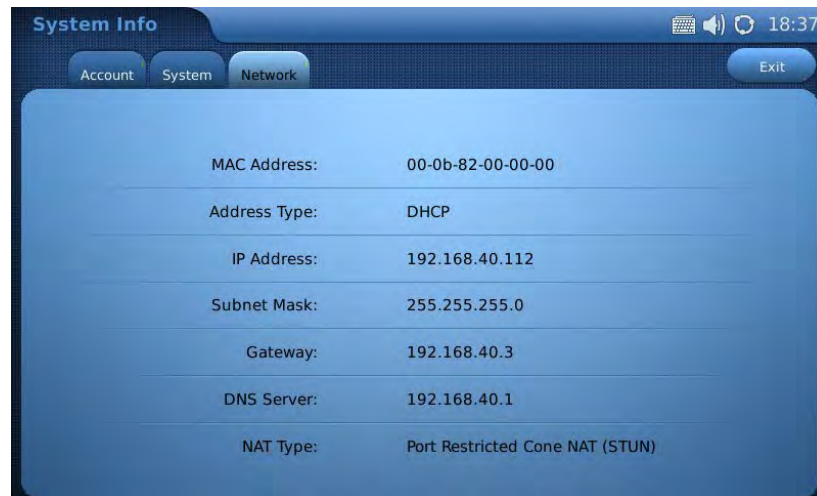 System Info 18:37
Account System Network Exit
MAC Address: 00-0b-82-00-00-00
Address Type: DHCP
IP Address: 192.168.40.112
Subnet Mask: 255.255.255.0
Gateway: 192.168.40.3
DNS Server: 192.168.40.1
NAT Type: Port Restricted Cone NAT (STUN)